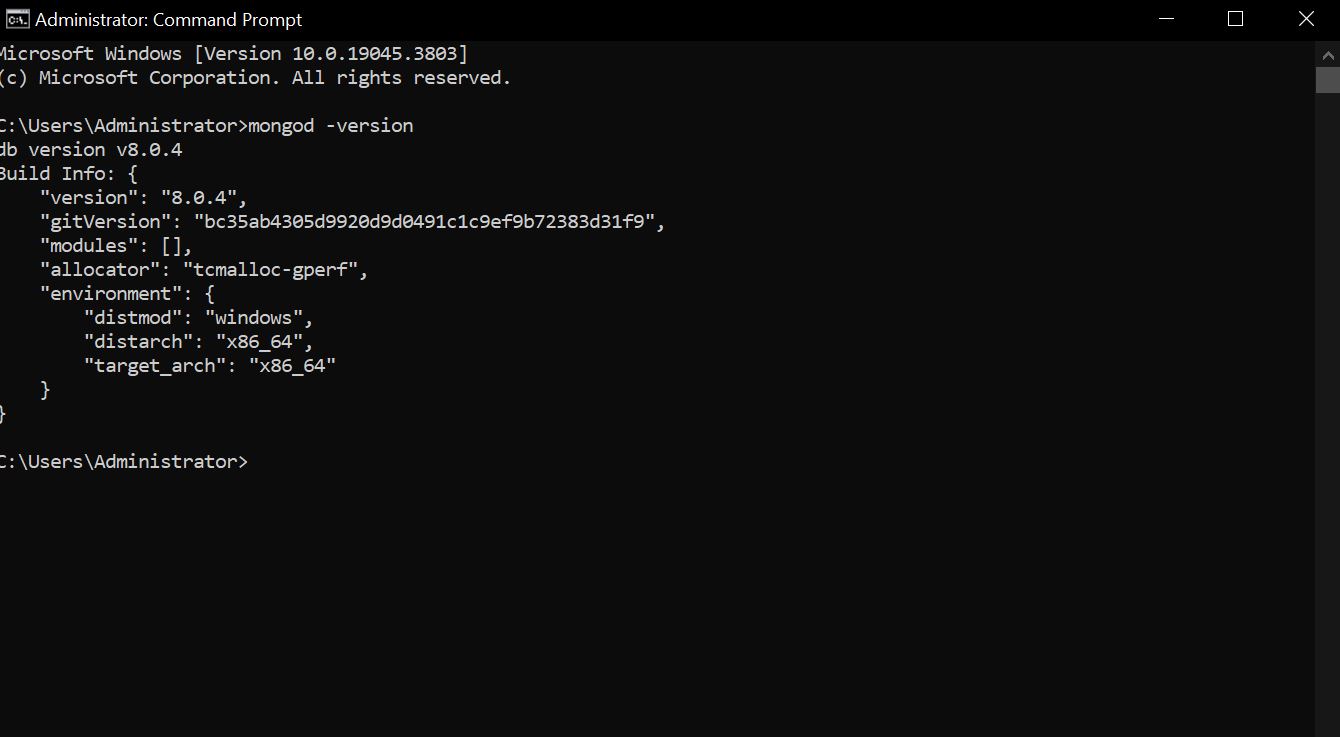 Administrator: Command Prompt
Microsoft Windows [Version 10.0.19045.3803]
(c) Microsoft Corporation. All rights reserved.
C:\Users\Administrator>mongod -version
db version v8.0.4
Build Info: {
    "version": "8.0.4",
    "gitVersion": "bc35ab4305d9920d9d0491c1c9ef9b72383d31f9",
    "modules": [],
    "allocator": "tcmalloc-gperf",
    "environment": {
        "distmod": "windows",
        "distarch": "x86_64",
        "target_arch": "x86_64"
    }
}
C:\Users\Administrator>